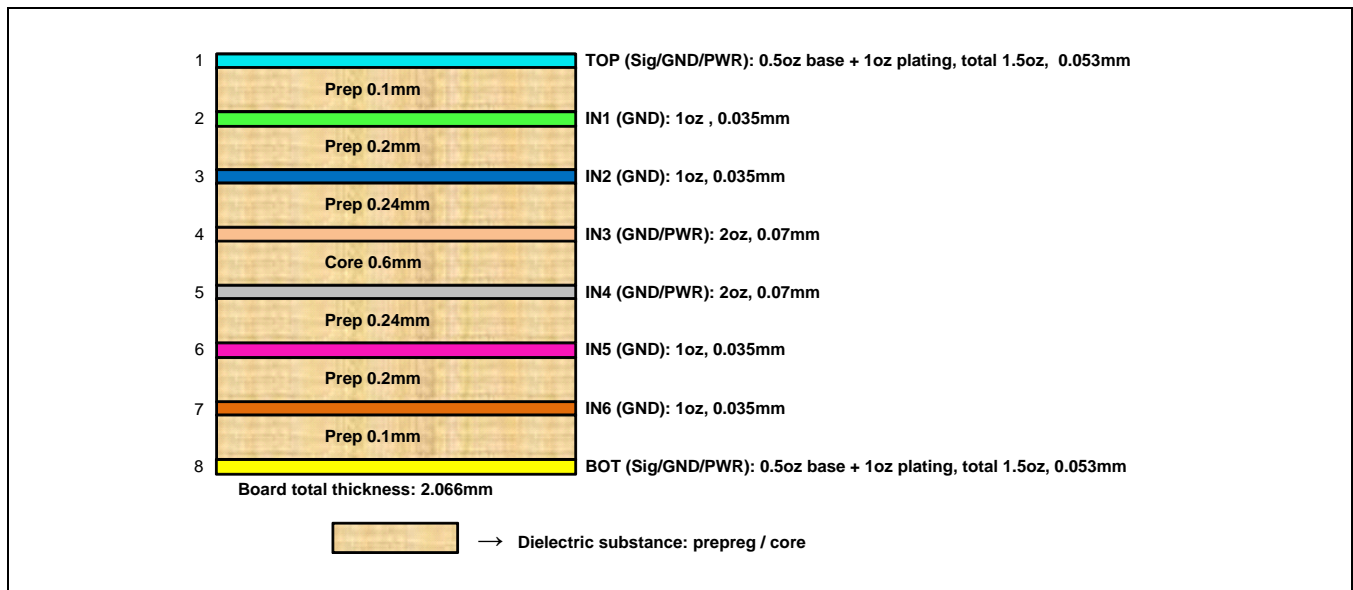 1 TOP (Sig/GND/PWR): 0.5oz base + 1oz plating, total 1.5oz, 0.053mm
Prep 0.1mm
2 IN1 (GND): 1oz , 0.035mm
Prep 0.2mm
3 IN2 (GND): 1oz, 0.035mm
Prep 0.24mm
4 IN3 (GND/PWR): 2oz, 0.07mm
Core 0.6mm
5 IN4 (GND/PWR): 2oz, 0.07mm
Prep 0.24mm
6 IN5 (GND): 1oz, 0.035mm
Prep 0.2mm
7 IN6 (GND): 1oz, 0.035mm
Prep 0.1mm
8 BOT (Sig/GND/PWR): 0.5oz base + 1oz plating, total 1.5oz, 0.053mm
Board total thickness: 2.066mm
→ Dielectric substance: prepreg / core